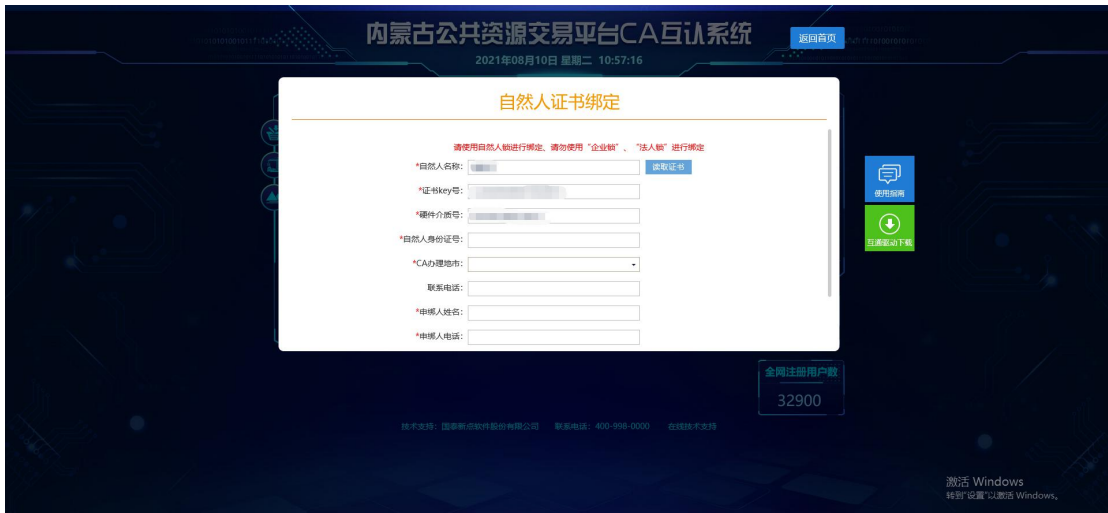 内蒙古公共资源交易平台CA互认系统
返回首页
2021年08月10日 星期二 10:57:16
自然人证书绑定
请使用自然人锁进行绑定、请勿使用“企业锁”、“法人锁”进行绑定
*自然人名称:
读取证书
*证书key号:
*硬件介质号:
*自然人身份证号:
*CA办理地市:
联系电话:
*申绑人姓名:
*申绑人电话:
使用指南
互通驱动下载
全网注册用户数
32900
技术支持：国泰新点软件股份有限公司 联系电话：400-998-0000 在线技术支持
激活 Windows
转到“设置”以激活 Windows。